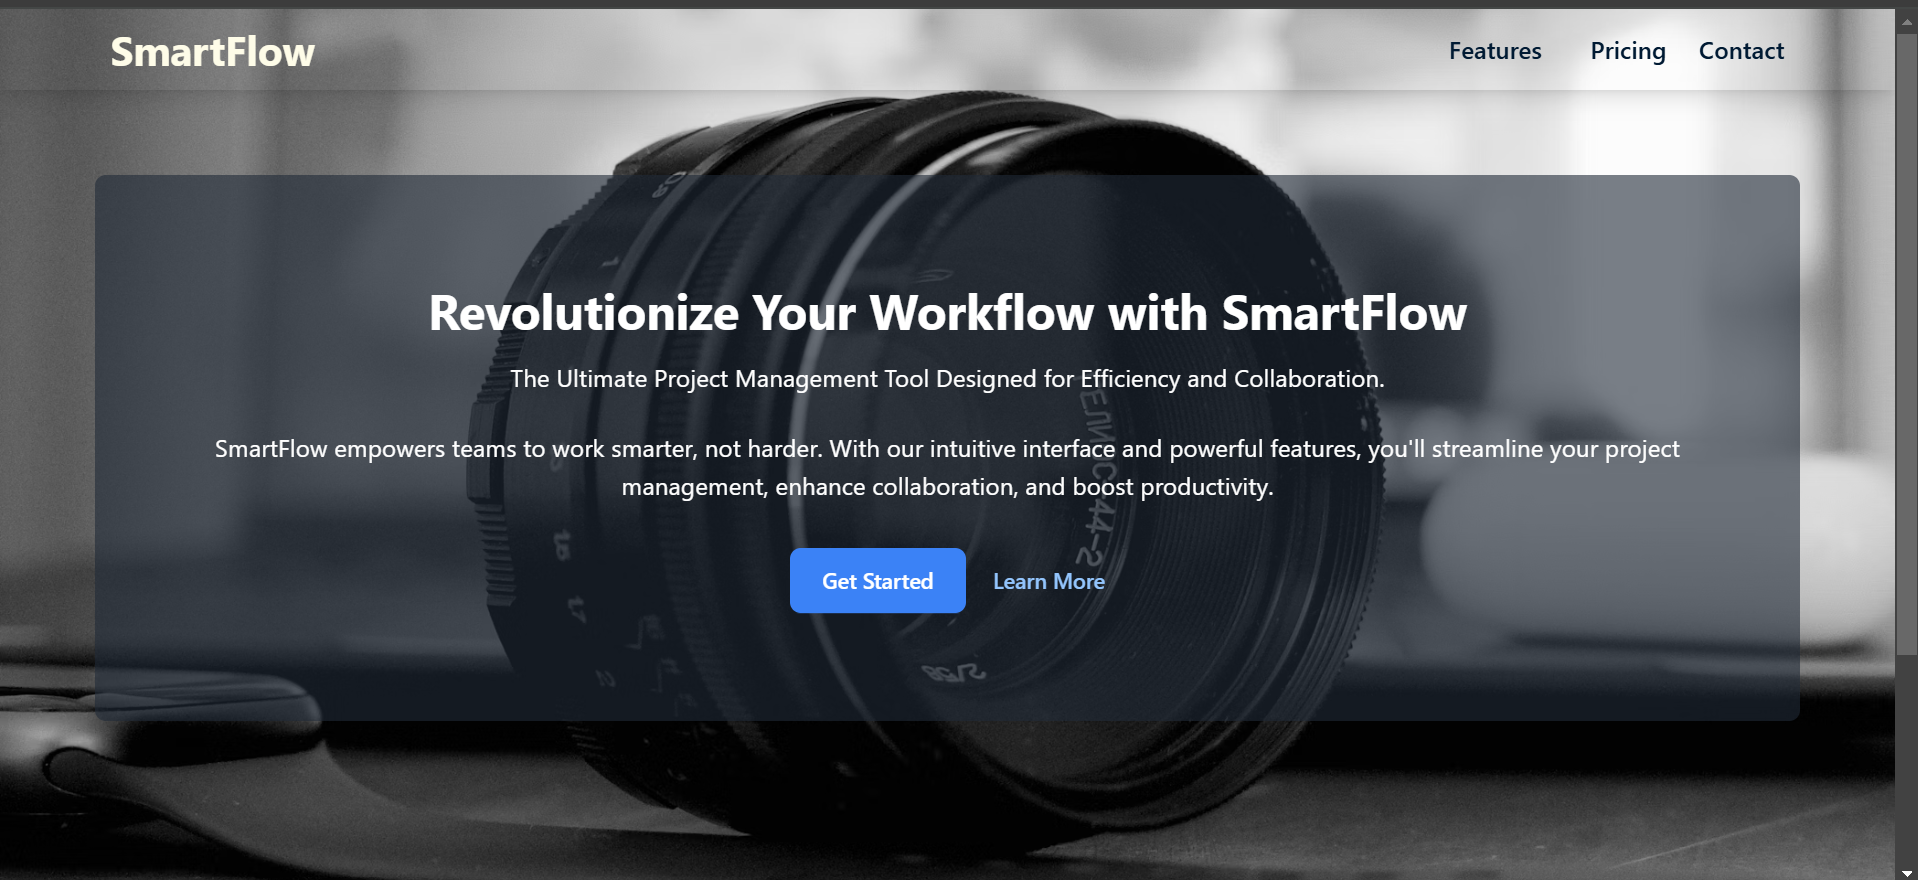 SmartFlow
Features Pricing Contact
Revolutionize Your Workflow with SmartFlow
The Ultimate Project Management Tool Designed for Efficiency and Collaboration.
SmartFlow empowers teams to work smarter, not harder. With our intuitive interface and powerful features, you'll streamline your project
management, enhance collaboration, and boost productivity.
Get Started
Learn More
2/58